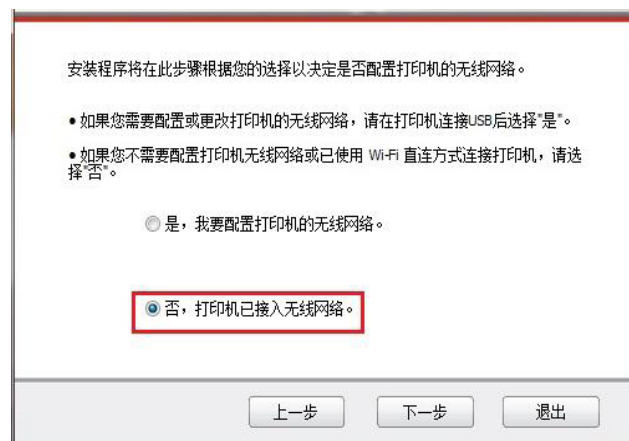 安装程序将在此步骤根据您的选择以决定是否配置打印机的无线网络。
• 如果您需要配置或更改打印机的无线网络，请在打印机连接USB后选择"是"。
• 如果您不需要配置打印机无线网络或已使用 Wi-Fi 直连方式连接打印机，请选
择"否"。
是，我要配置打印机的无线网络。
否，打印机已接入无线网络。
上一步 下一步 退出